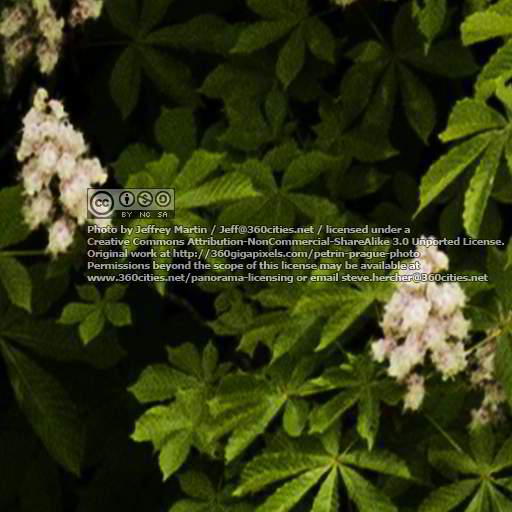 cc
BY NC SA
Photo by Jeffrey Martin / Jeff@360cities.net / licensed under a
Creative Commons Attribution-NonCommercial-ShareAlike 3.0 Unported License.
Original work at http://360gigapixels.com/petrin-prague-photo
Permissions beyond the scope of this license may be available at
www.360cities.net/panorama-licensing or email steve.hercher@360cities.net